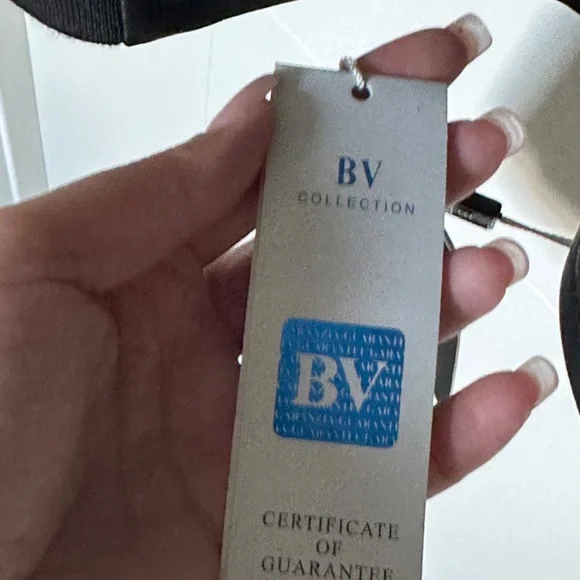 BV
COLLECTION
BV
CERTIFICATE
OF
GUARANTEE